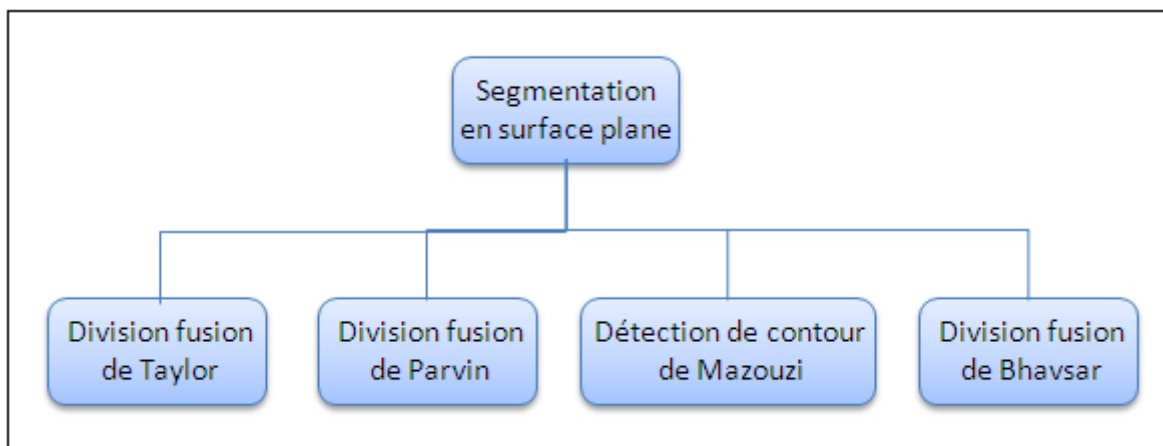 Segmentation
en surface plane
Division fusion
de Taylor
Division fusion
de Parvin
Détection de contour
de Mazouzi
Division fusion
de Bhavsar